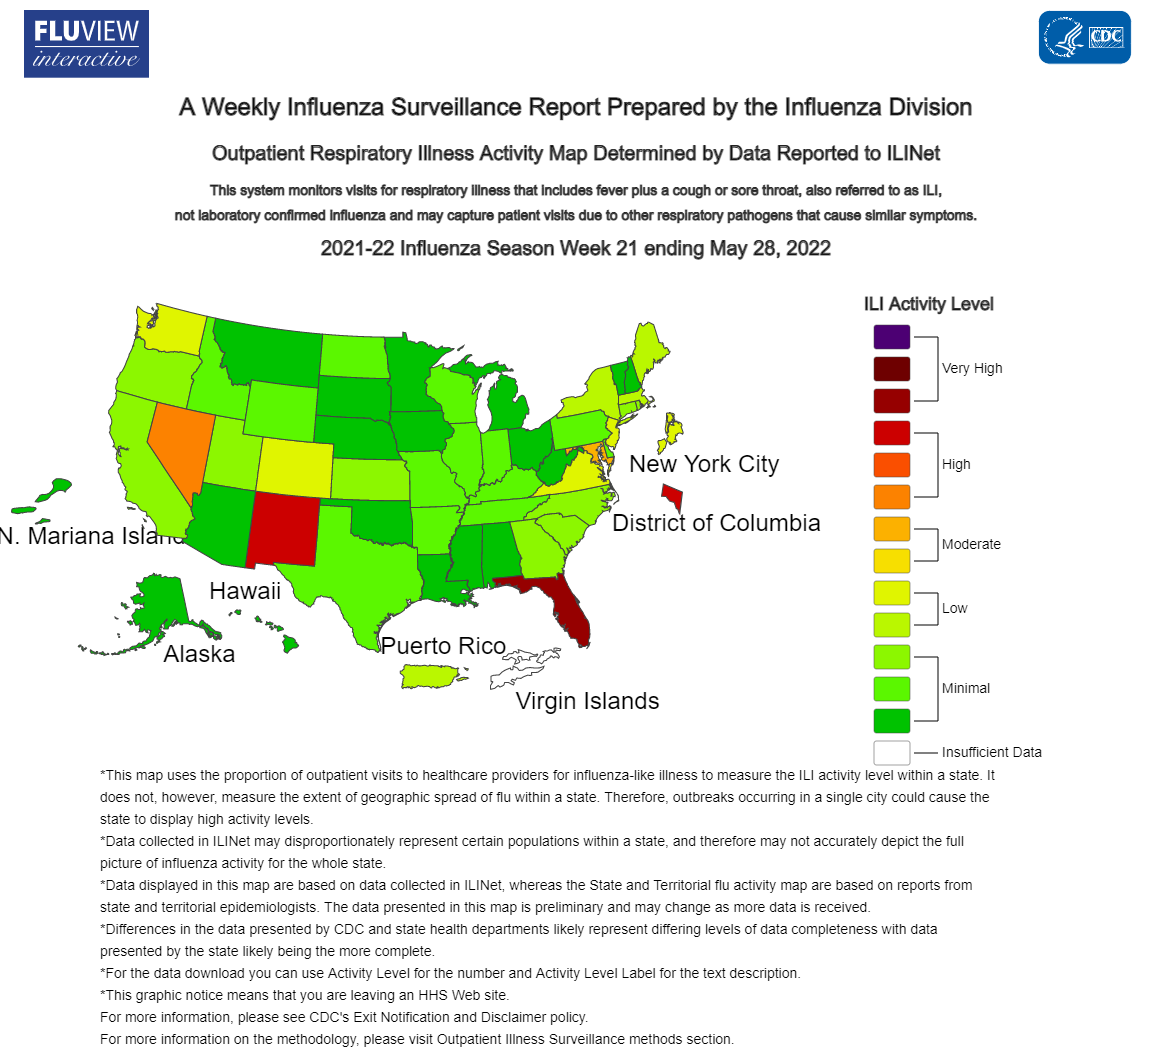 FLUVIEW
interactive
CDC
A Weekly Influenza Surveillance Report Prepared by the Influenza Division
Outpatient Respiratory Illness Activity Map Determined by Data Reported to ILINet
This system monitors visits for respiratory illness that includes fever plus a cough or sore throat, also referred to as ILI,
not laboratory confirmed influenza and may capture patient visits due to other respiratory pathogens that cause similar symptoms.
2021-22 Influenza Season Week 21 ending May 28, 2022
ILI Activity Level
Very High
High
Moderate
Low
Minimal
Insufficient Data
New York City
District of Columbia
N. Mariana Island
Hawaii
Alaska
Puerto Rico
Virgin Islands
*This map uses the proportion of outpatient visits to healthcare providers for influenza-like illness to measure the ILI activity level within a state. It
does not, however, measure the extent of geographic spread of flu within a state. Therefore, outbreaks occurring in a single city could cause the
state to display high activity levels.
*Data collected in ILINet may disproportionately represent certain populations within a state, and therefore may not accurately depict the full
picture of influenza activity for the whole state.
*Data displayed in this map are based on data collected in ILINet, whereas the State and Territorial flu activity map are based on reports from
state and territorial epidemiologists. The data presented in this map is preliminary and may change as more data is received.
*Differences in the data presented by CDC and state health departments likely represent differing levels of data completeness with data
presented by the state likely being the more complete.
*For the data download you can use Activity Level for the number and Activity Level Label for the text description.
*This graphic notice means that you are leaving an HHS Web site.
For more information, please see CDC's Exit Notification and Disclaimer policy.
For more information on the methodology, please visit Outpatient Illness Surveillance methods section.